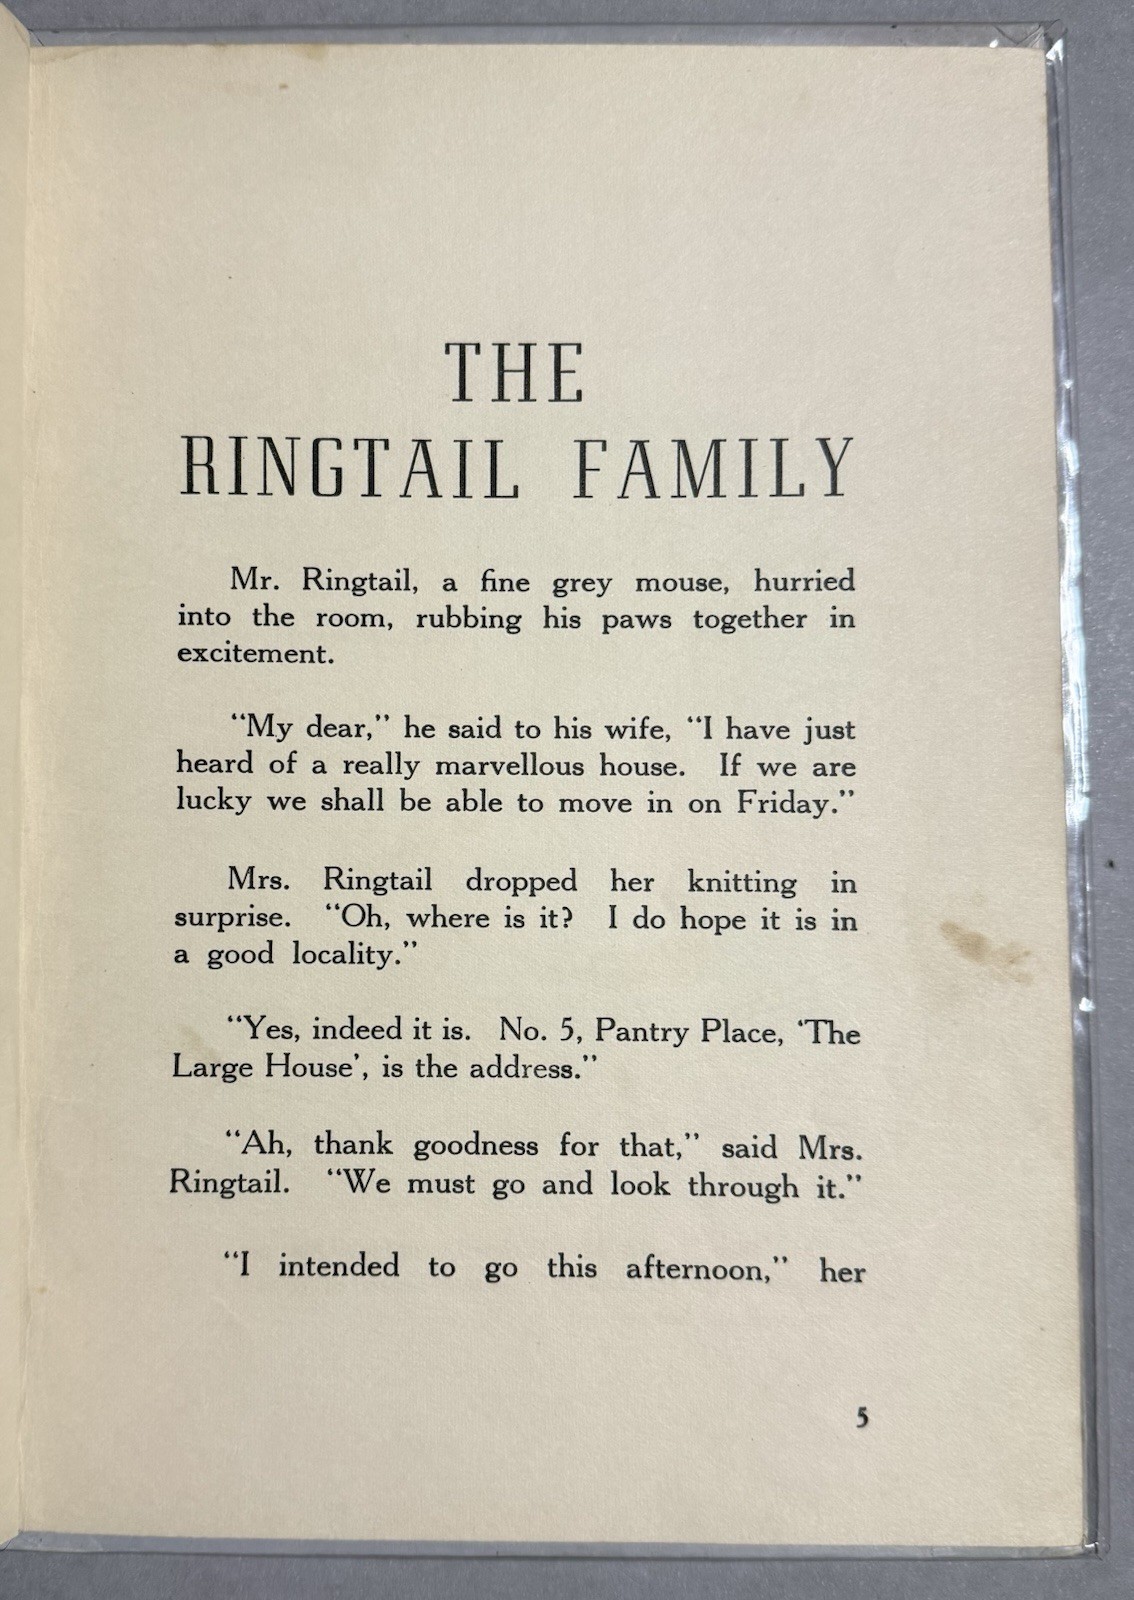 THE
RINGTAIL FAMILY
Mr. Ringtail, a fine grey mouse, hurried
into the room, rubbing his paws together in
excitement.
“My dear,” he said to his wife, “I have just
heard of a really marvellous house. If we are
lucky we shall be able to move in on Friday.”
Mrs. Ringtail dropped her knitting in
surprise. “Oh, where is it? I do hope it is in
a good locality.”
“Yes, indeed it is. No. 5, Pantry Place, ‘The
Large House’, is the address.”
“Ah, thank goodness for that,” said Mrs.
Ringtail. “We must go and look through it.”
“I intended to go this afternoon,” her
5